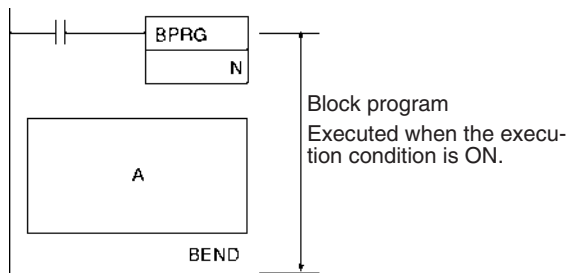 BPRG
N
Block program
Executed when the execu-
tion condition is ON.
A
BEND